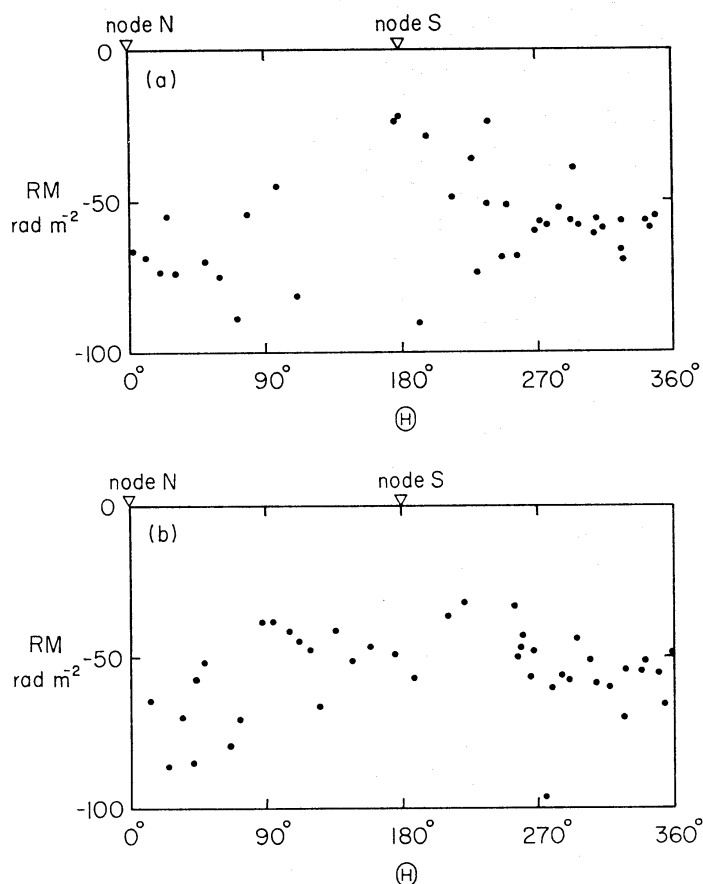 node N node S
0
(a)
RM
rad m⁻²
-50
-100
0° 90° 180° 270° 360°
Ⓗ
node N node S
0
(b)
RM
rad m⁻²
-50
-100
0° 90° 180° 270° 360°
Ⓗ